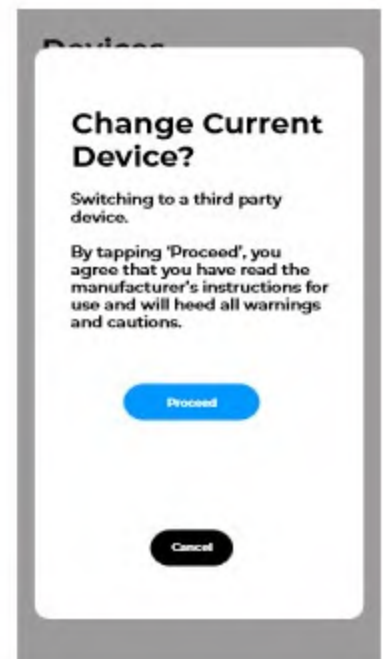 Devices
Change Current
Device?
Switching to a third party
device.
By tapping 'Proceed', you
agree that you have read the
manufacturer's instructions for
use and will heed all warnings
and cautions.
Proceed
Cancel